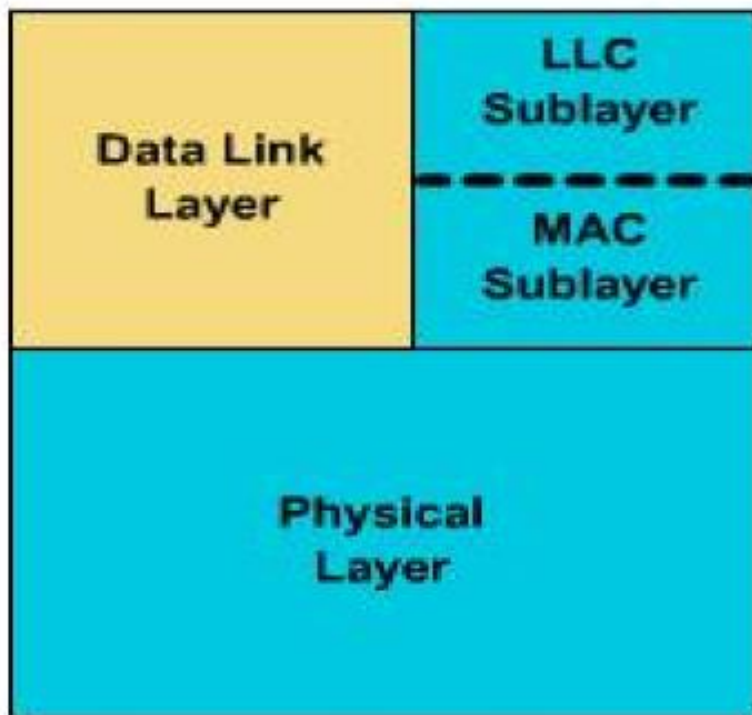 Data Link
Layer
LLC
Sublayer
MAC
Sublayer
Physical
Layer